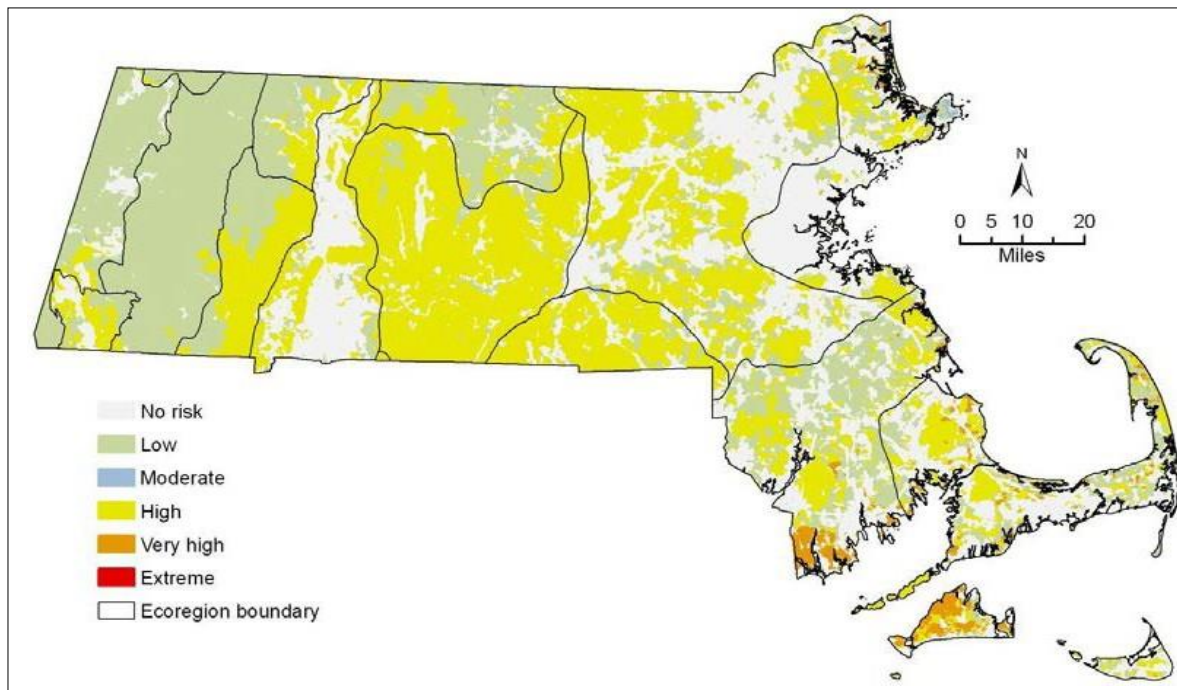 N
0 5 10 20
Miles
No risk
Low
Moderate
High
Very high
Extreme
Ecoregion boundary